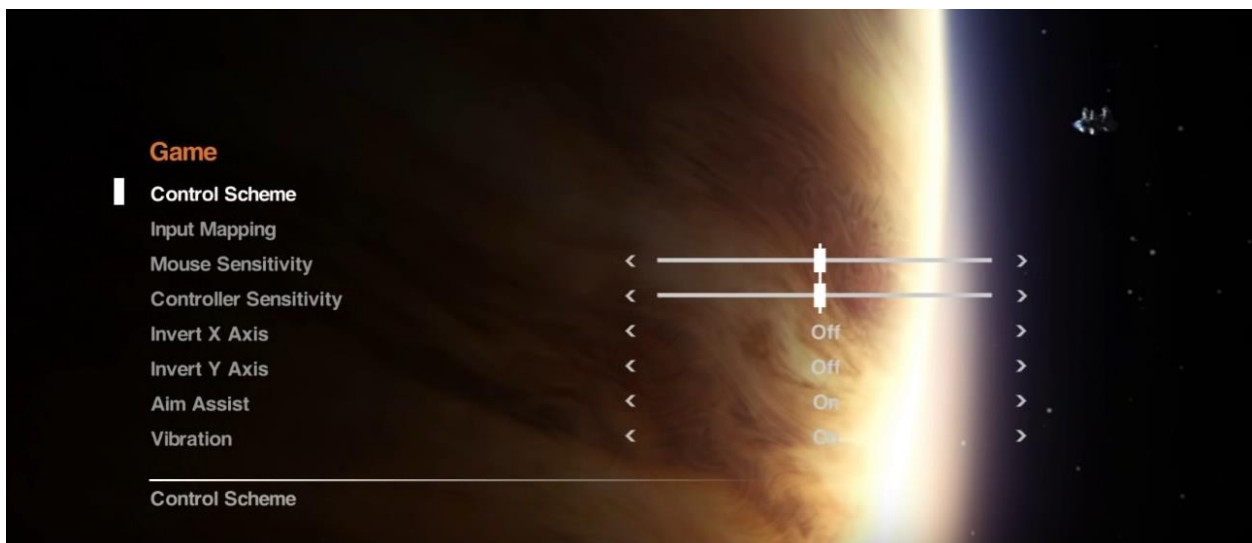 Game
Control Scheme
Input Mapping
Mouse Sensitivity
Controller Sensitivity
Invert X Axis Off
Invert Y Axis Off
Aim Assist On
Vibration On
Control Scheme